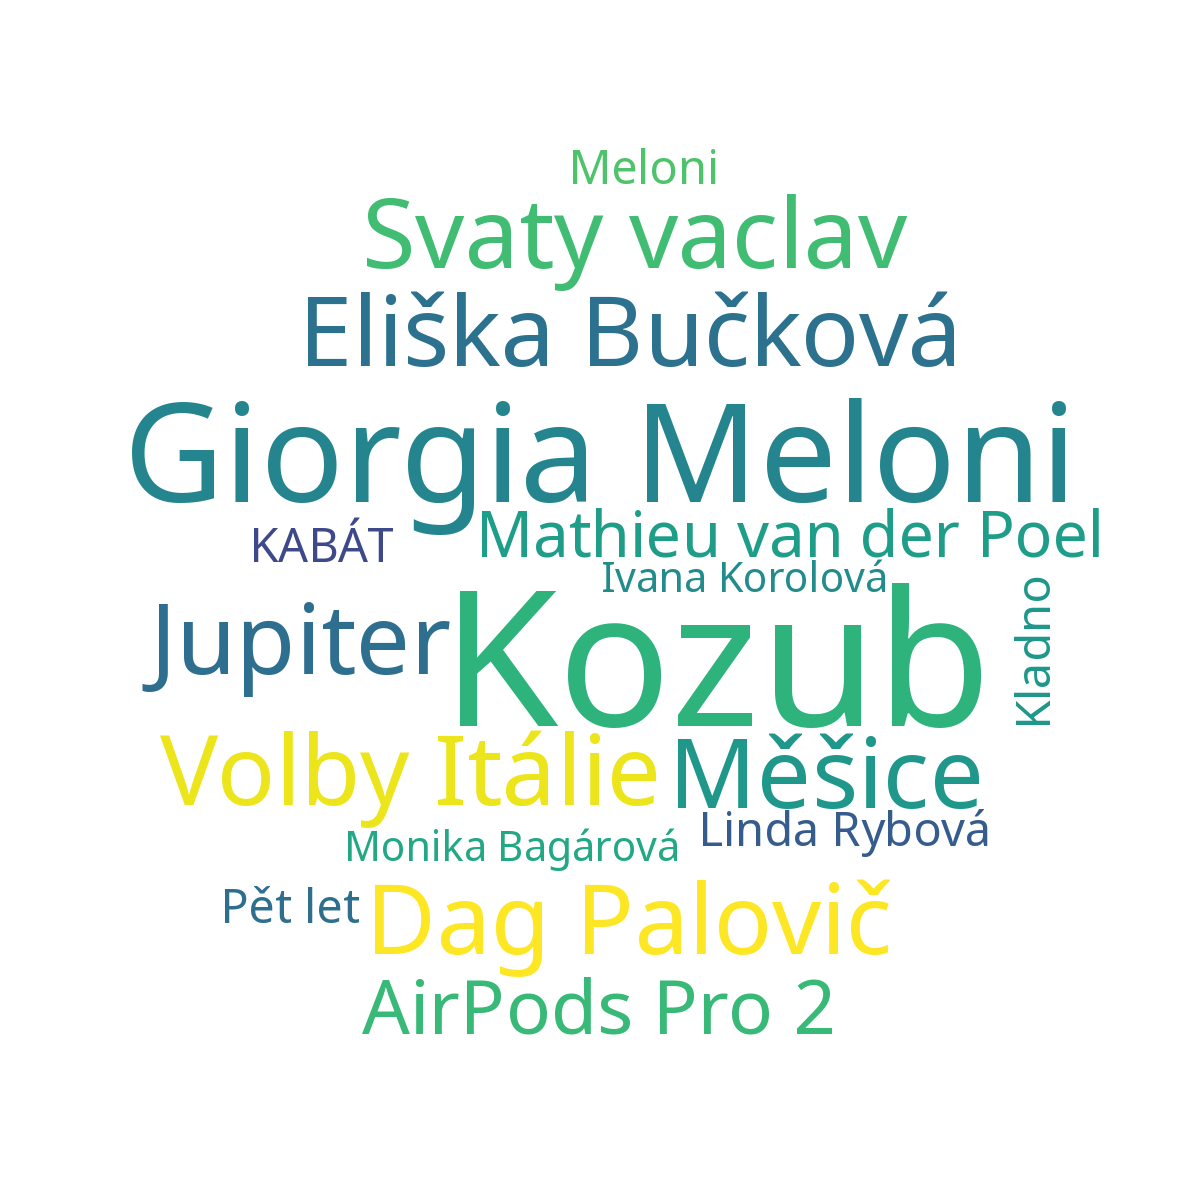 Meloni
Svaty vaclav
Eliška Bučková
Giorgia Meloni
KABÁT
Mathieu van der Poel
Ivana Korolová
Jupiter
Kozub
Kladno
Volby Itálie
Měšice
Monika Bagárová
Linda Rybová
Pět let
Dag Palovič
AirPods Pro 2